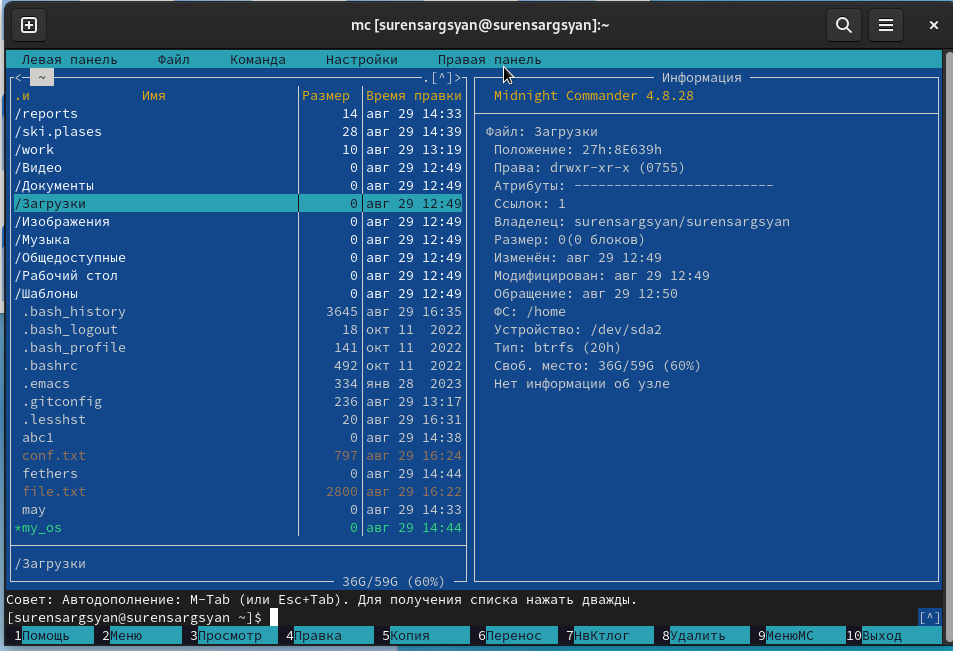 mc [surensargsyan@surensargsyan]:~
Левая панель Файл Команда Настройки Правая панель
<- ~ .[^]> Информация
.и Имя Размер Время правки Midnight Commander 4.8.28
/reports 14 авг 29 14:33
/ski.plases 28 авг 29 14:39 Файл: Загрузки
/work 10 авг 29 13:19 Положение: 27h:8E639h
/Видео 0 авг 29 12:49 Права: drwxr-xr-x (0755)
/Документы 0 авг 29 12:49 Атрибуты: -------------------------
/Загрузки 0 авг 29 12:49 Ссылок: 1
/Изображения 0 авг 29 12:49 Владелец: surensargsyan/surensargsyan
/Музыка 0 авг 29 12:49 Размер: 0(0 блоков)
/Общедоступные 0 авг 29 12:49 Изменён: авг 29 12:49
/Рабочий стол 0 авг 29 12:49 Модифицирован: авг 29 12:49
/Шаблоны 0 авг 29 12:49 Обращение: авг 29 12:50
.bash_history 3645 авг 29 16:35 ФС: /home
.bash_logout 18 окт 11 2022 Устройство: /dev/sda2
.bash_profile 141 окт 11 2022 Тип: btrfs (20h)
.bashrc 492 окт 11 2022 Своб. место: 36G/59G (60%)
.emacs 334 янв 28 2023 Нет информации об узле
.gitconfig 236 авг 29 13:17
.lesshst 20 авг 29 16:31
abc1 0 авг 29 14:38
conf.txt 797 авг 29 16:24
fethers 0 авг 29 14:44
file.txt 2800 авг 29 16:22
may 0 авг 29 14:33
*my_os 0 авг 29 14:44
/Загрузки
36G/59G (60%)
Совет: Автодополнение: M-Tab (или Esc+Tab). Для получения списка нажать дважды.
[surensargsyan@surensargsyan ~]$ [^]
1Помощь 2Меню 3Просмотр 4Правка 5Копия 6Перенос 7НвКтлог 8Удалить 9МенюMC 10Выход